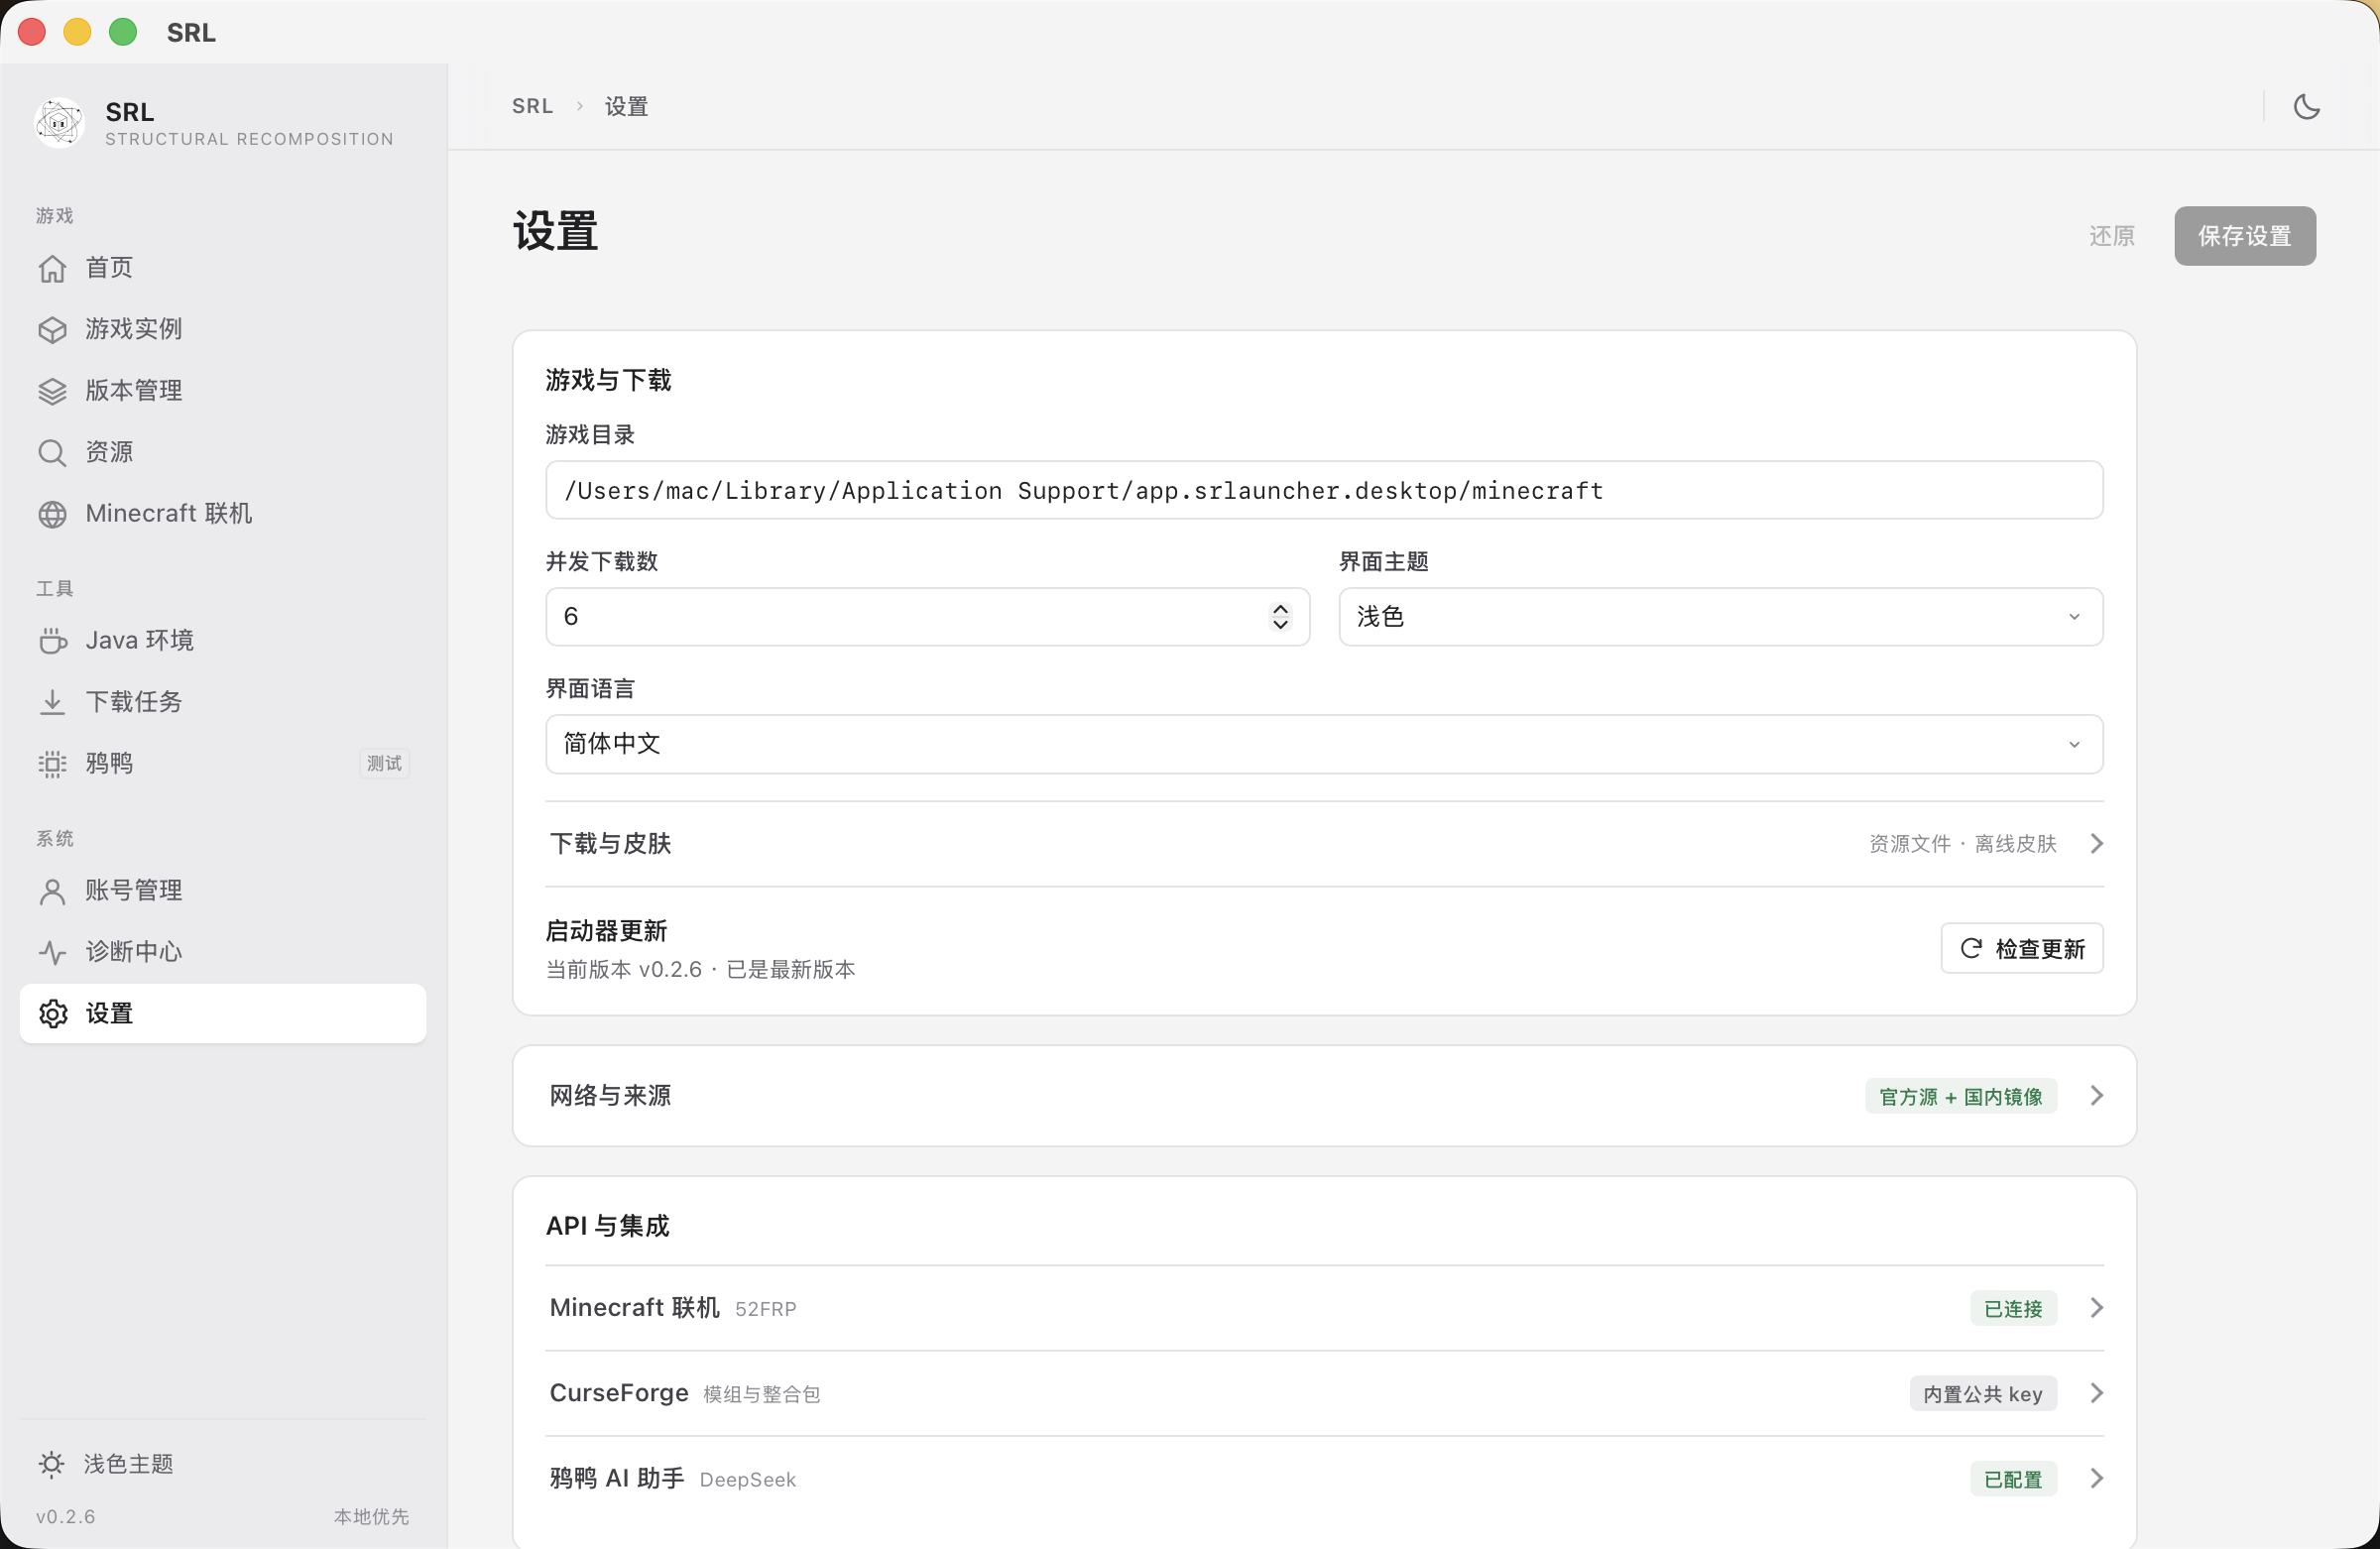 SRL
SRL
STRUCTURAL RECOMPOSITION
游戏
首页
游戏实例
版本管理
资源
Minecraft 联机
工具
Java 环境
下载任务
鸦鸭
测试
系统
账号管理
诊断中心
设置
浅色主题
v0.2.6
本地优先
SRL › 设置
设置
还原
保存设置
游戏与下载
游戏目录
/Users/mac/Library/Application Support/app.srlauncher.desktop/minecraft
并发下载数
界面主题
6
浅色
界面语言
简体中文
下载与皮肤
资源文件 · 离线皮肤
启动器更新
当前版本 v0.2.6 · 已是最新版本
检查更新
网络与来源
官方源 + 国内镜像
API 与集成
Minecraft 联机 52FRP
已连接
CurseForge 模组与整合包
内置公共 key
鸦鸭 AI 助手 DeepSeek
已配置